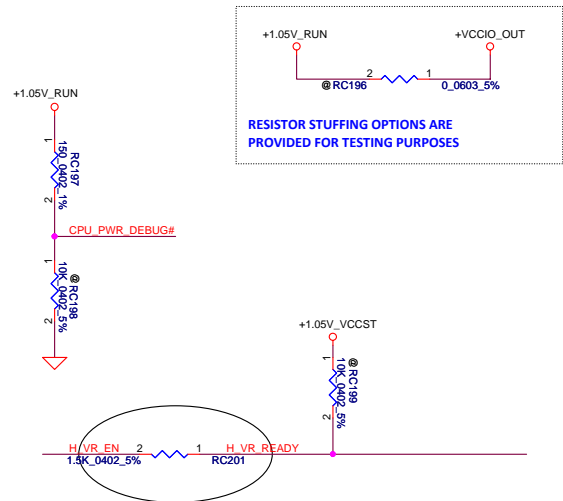 +1.05V_RUN
+VCCIO_OUT
2
1
@ RC196
0_0603_5%
RESISTOR STUFFING OPTIONS ARE
PROVIDED FOR TESTING PURPOSES
+1.05V_RUN
1
RC197
150_0402_1%
2
CPU_PWR_DEBUG#
1
@ RC198
10K_0402_5%
2
+1.05V_VCCST
1
@ RC199
10K_0402_5%
2
H_VR_EN
2
1
H_VR_READY
1.5K_0402_5%
RC201